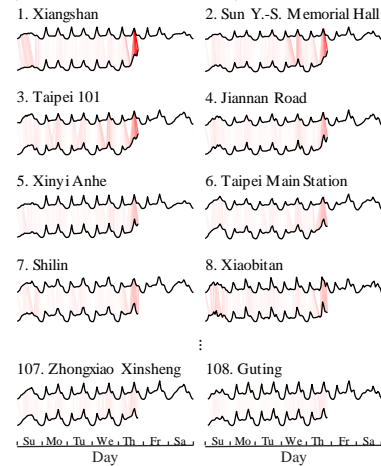 1. Xiangshan
2. Sun Y.-S. Memorial Hall
3. Taipei 101
4. Jiannan Road
5. Xinyi Anhe
6. Taipei Main Station
7. Shilin
8. Xiaobitan
⋮
107. Zhongxiao Xinsheng
108. Guting
Su Mo Tu We Th Fr Sa
Su Mo Tu We Th Fr Sa
Day
Day